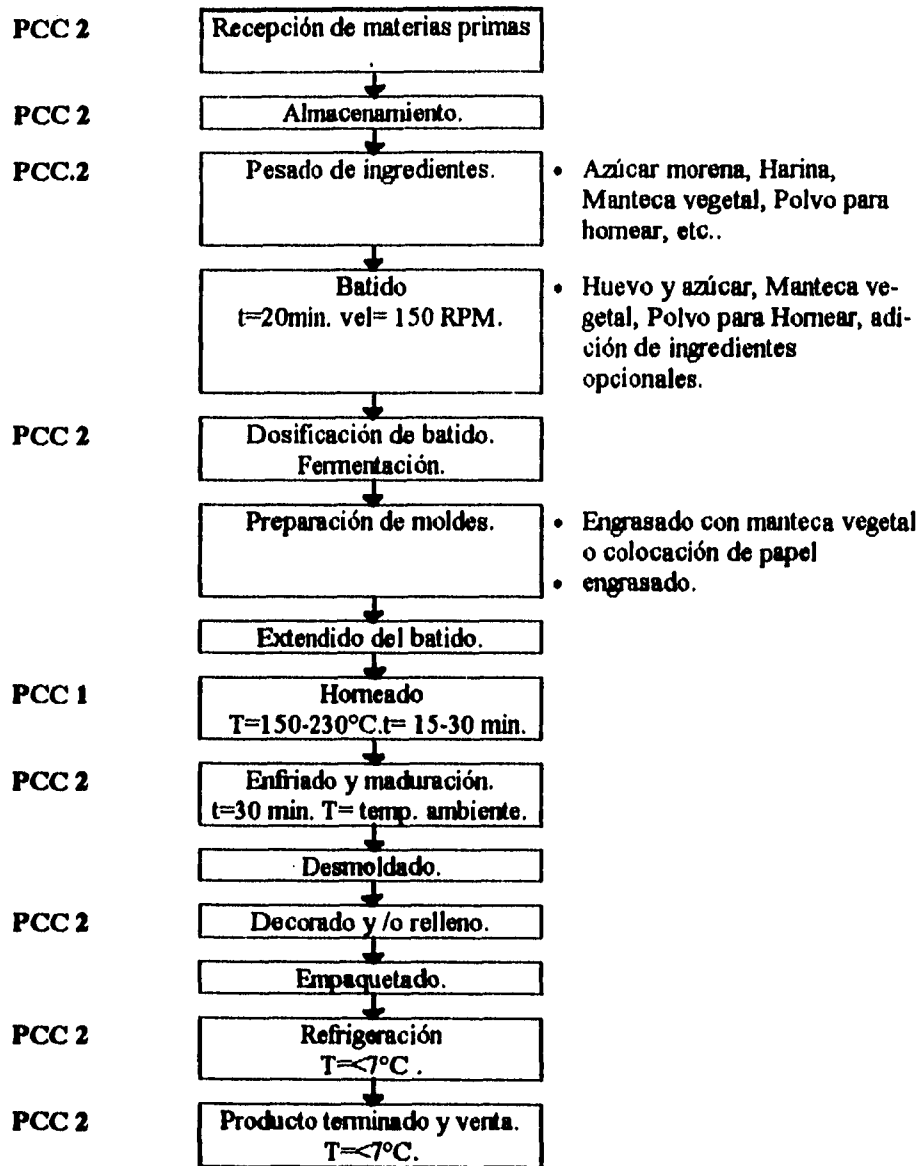 PCC 2
Recepción de materias primas
PCC 2
Almacenamiento.
PCC.2
Pesado de ingredientes.
• Azúcar morena, Harina,
Manteca vegetal, Polvo para
hornear, etc..
Batido
t=20min. vel= 150 RPM.
• Huevo y azúcar, Manteca ve-
getal, Polvo para Hornear, adi-
ción de ingredientes
opcionales.
PCC 2
Dosificación de batido.
Fermentación.
Preparación de moldes.
• Engrasado con manteca vegetal
o colocación de papel
• engrasado.
Extendido del batido.
PCC 1
Horneado
T=150-230°C.t= 15-30 min.
PCC 2
Enfriado y maduración.
t=30 min. T= temp. ambiente.
Desmoldado.
PCC 2
Decorado y /o relleno.
Empaquetado.
PCC 2
Refrigeración
T=<7°C .
PCC 2
Producto terminado y venta.
T=<7°C.